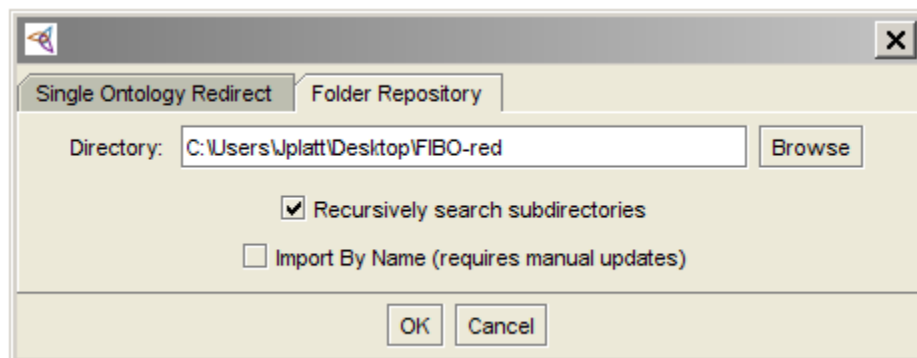 Single Ontology Redirect Folder Repository
Directory: C:\Users\Jplatt\Desktop\FIBO-red Browse
Recursively search subdirectories
Import By Name (requires manual updates)
OK Cancel